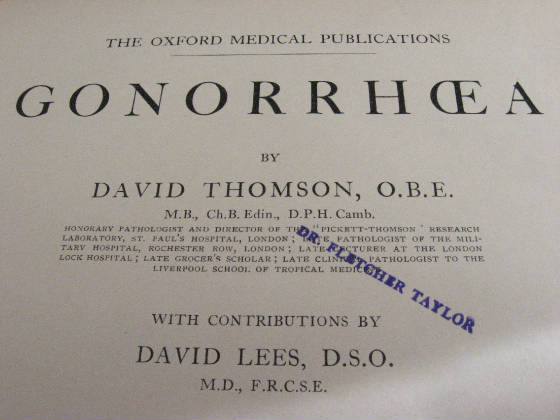 THE OXFORD MEDICAL PUBLICATIONS
GONORRHŒA
BY
DAVID THOMSON, O.B.E.
M.B., Ch.B. Edin., D.P.H. Camb.
HONORARY PATHOLOGIST AND DIRECTOR OF THE "PICKETT-THOMSON" RESEARCH
LABORATORY, ST. PAUL'S HOSPITAL, LONDON; LATE PATHOLOGIST OF THE MILI-
TARY HOSPITAL, ROCHESTER ROW, LONDON; LATE LECTURER AT THE LONDON
LOCK HOSPITAL; LATE GROCER'S SCHOLAR; LATE CLINICAL PATHOLOGIST TO THE
LIVERPOOL SCHOOL OF TROPICAL MEDICINE
DR. FLETCHER TAYLOR
WITH CONTRIBUTIONS BY
DAVID LEES, D.S.O.
M.D., F.R.C.S.E.